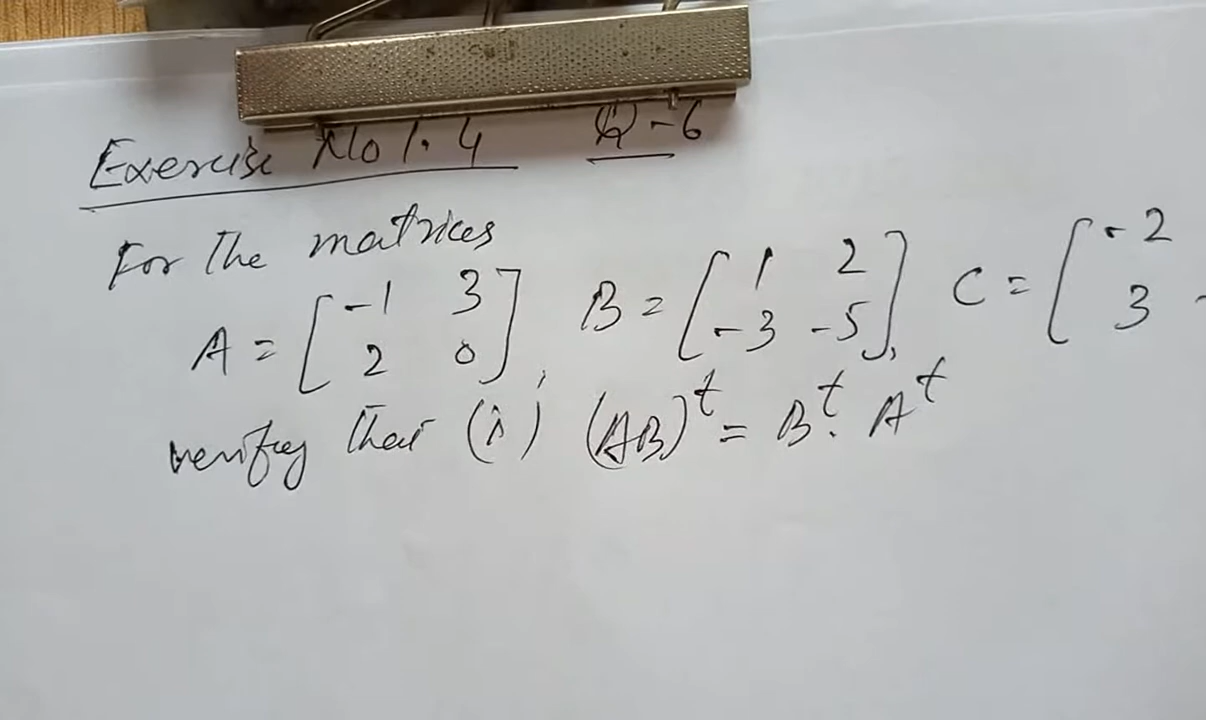 Exercise No 1.4 Q-6
For The matrices
A = [-1 3 B = [1 2 C = [-2
2 0], -3 -5], 3 -
verify that (i) (AB)^t = B^t. A^t